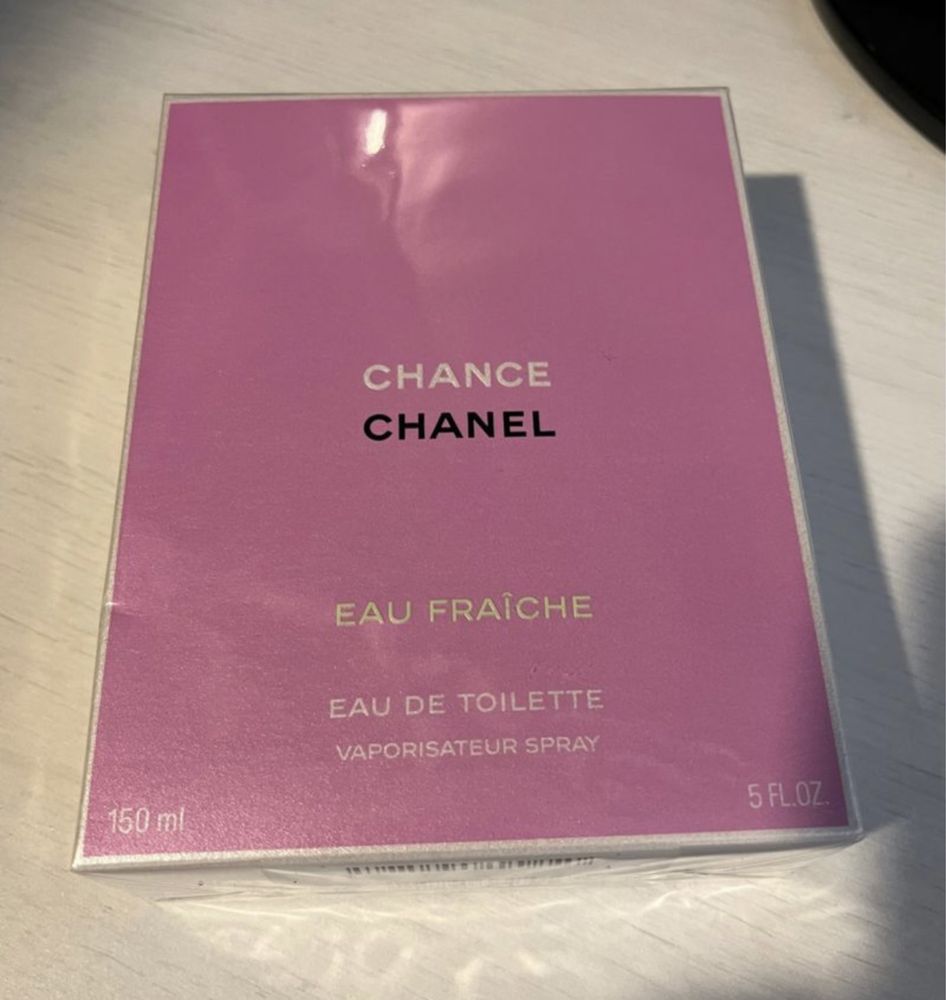 CHANCE
CHANEL
EAU FRAÎCHE
EAU DE TOILETTE
VAPORISATEUR SPRAY
150 ml
5 FL.OZ.